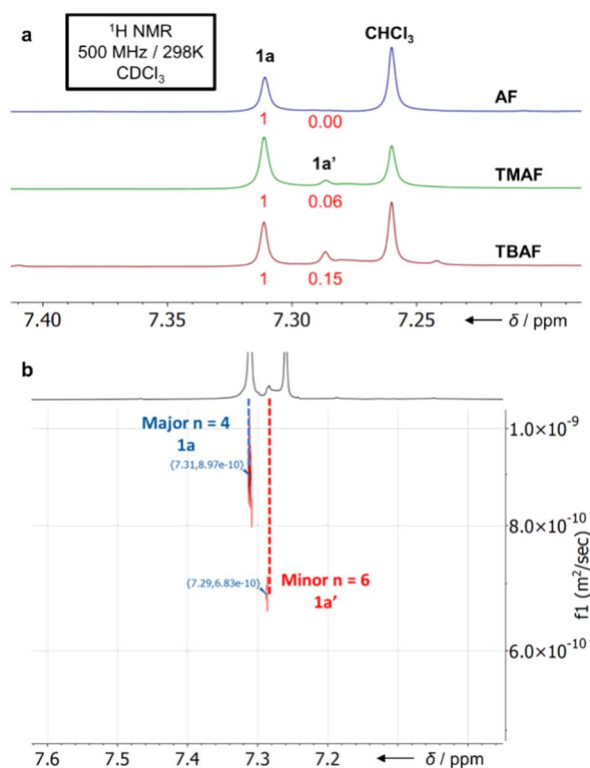 a
¹H NMR
500 MHz / 298K
CDCl₃
1a
CHCl₃
AF
1
0.00
1a'
TMAF
1
0.06
TBAF
1
0.15
7.40
7.35
7.30
7.25
δ / ppm
b
Major n = 4
1a
{7.31,8.97e-10}
{7.29,6.83e-10}
Minor n = 6
1a′
1.0×10⁻⁹
8.0×10⁻¹⁰
6.0×10⁻¹⁰
f1 (m²/sec)
7.6
7.5
7.4
7.3
7.2
δ / ppm